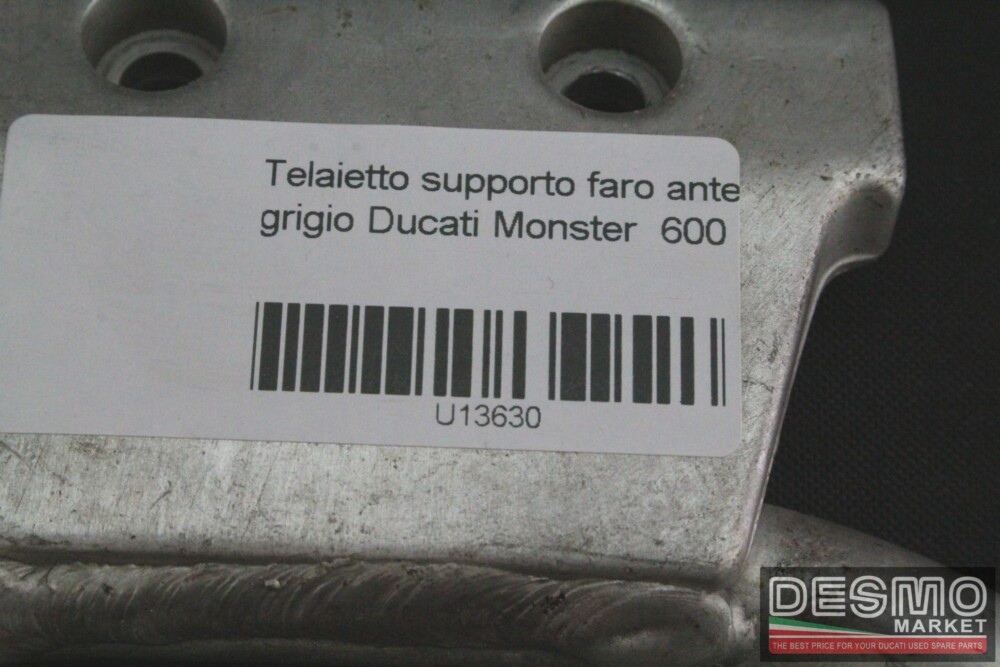 Telaietto supporto faro ante
grigio Ducati Monster 600
U13630
DESMO
MARKET
THE BEST PRICE FOR YOUR DUCATI USED SPARE PARTS